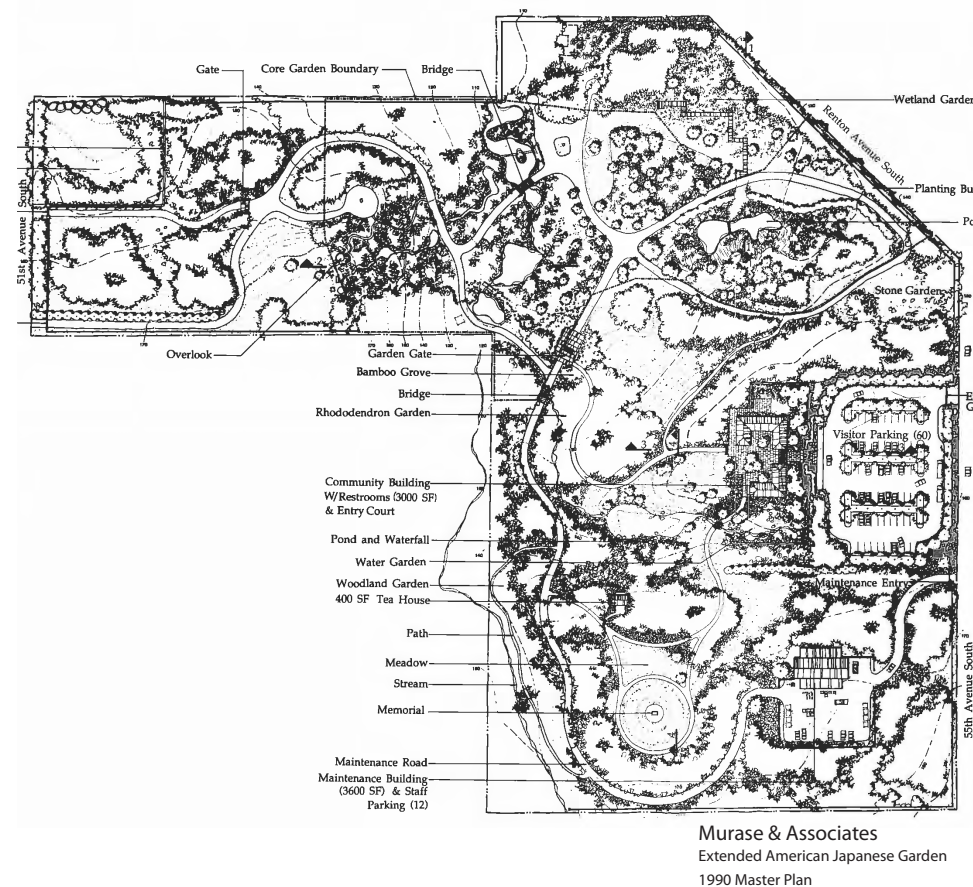 Gate
Core Garden Boundary
Bridge
Wetland Garden
Renton Avenue South
51st Avenue South
Stone Garden
Overlook
Garden Gate
Bamboo Grove
Bridge
Rhododendron Garden
Visitor Parking (60)
Community Building
W/Restrooms (3000 SF)
& Entry Court
Pond and Waterfall
Water Garden
Woodland Garden
Maintenance Entry
400 SF Tea House
Path
Meadow
Stream
Memorial
55th Avenue South
Maintenance Road
Maintenance Building
(3600 SF) & Staff
Parking (12)
Murase & Associates
Extended American Japanese Garden
1990 Master Plan